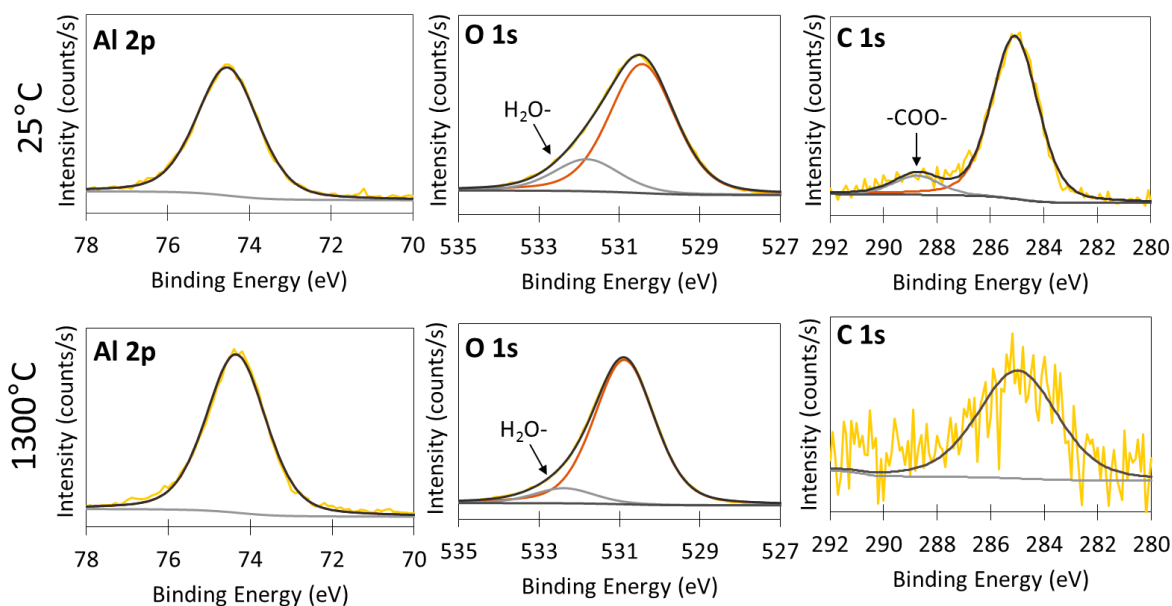 25°C
Al 2p
Intensity (counts/s)
78 76 74 72 70
Binding Energy (eV)
O 1s
H₂O-
Intensity (counts/s)
535 533 531 529 527
Binding Energy (eV)
C 1s
-COO-
Intensity (counts/s)
292 290 288 286 284 282 280
Binding Energy (eV)
1300°C
Al 2p
Intensity (counts/s)
78 76 74 72 70
Binding Energy (eV)
O 1s
H₂O-
Intensity (counts/s)
535 533 531 529 527
Binding Energy (eV)
C 1s
Intensity (counts/s)
292 290 288 286 284 282 280
Binding Energy (eV)